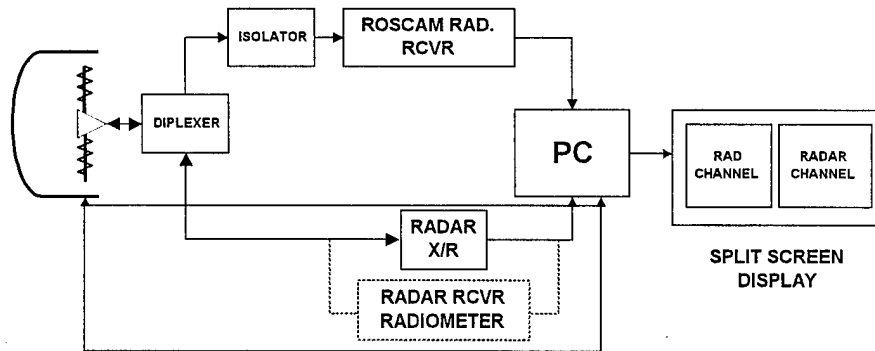 ISOLATOR
ROSCAM RAD.
RCVR
DIPLEXER
PC
RAD
CHANNEL
RADAR
CHANNEL
RADAR
X/R
SPLIT SCREEN
DISPLAY
RADAR RCVR
RADIOMETER